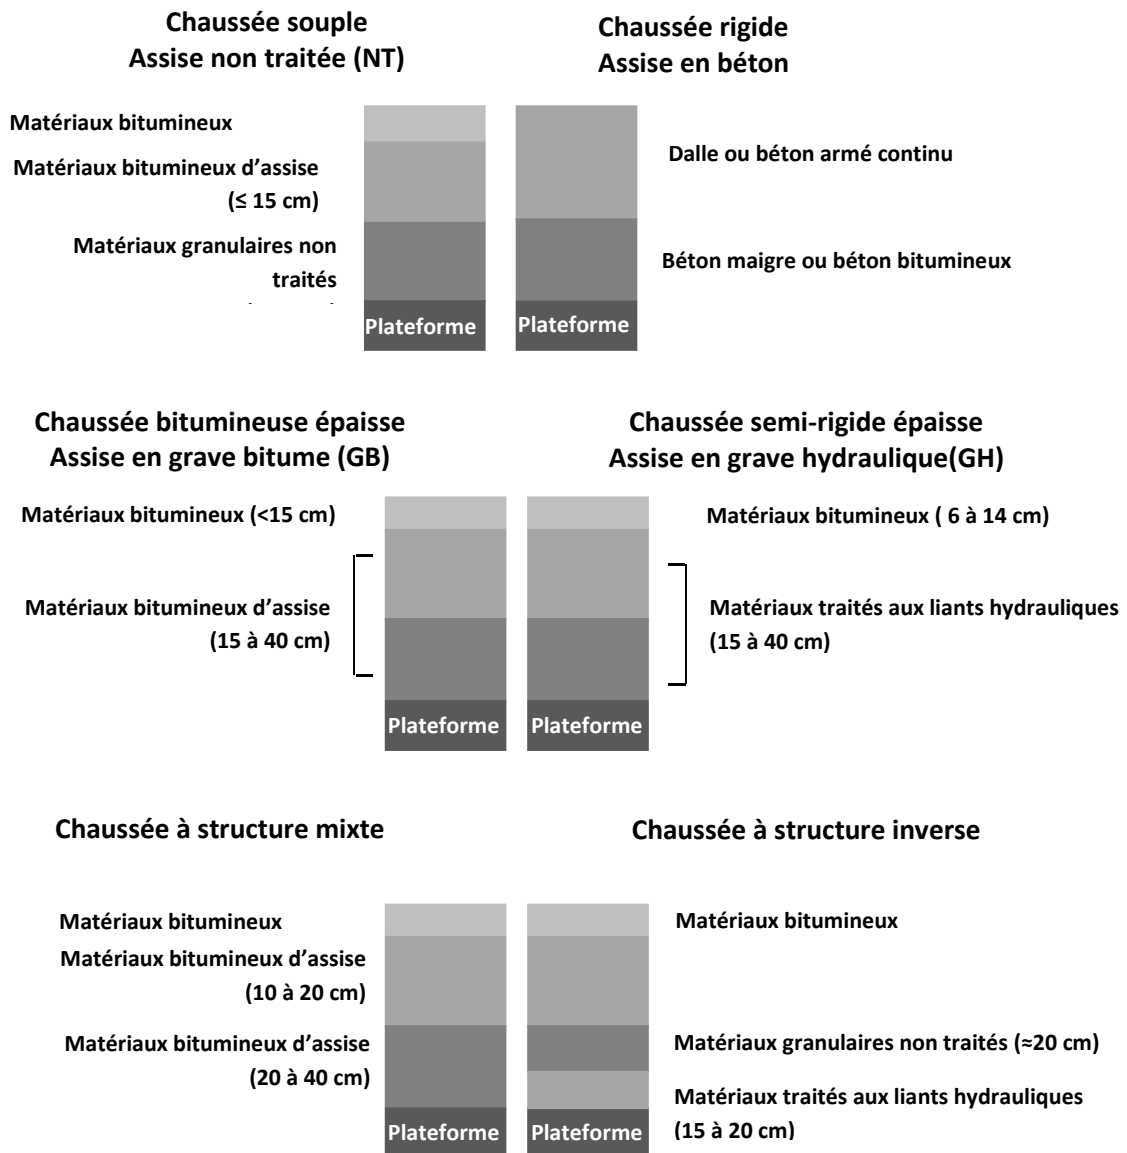 Chaussée souple
Assise non traitée (NT)
Matériaux bitumineux
Matériaux bitumineux d’assise
(≤ 15 cm)
Matériaux granulaires non
traités
Plateforme
Chaussée rigide
Assise en béton
Dalle ou béton armé continu
Béton maigre ou béton bitumineux
Plateforme
Chaussée bitumineuse épaisse
Assise en grave bitume (GB)
Matériaux bitumineux (<15 cm)
Matériaux bitumineux d’assise
(15 à 40 cm)
Plateforme
Chaussée semi-rigide épaisse
Assise en grave hydraulique(GH)
Matériaux bitumineux ( 6 à 14 cm)
Matériaux traités aux liants hydrauliques
(15 à 40 cm)
Plateforme
Chaussée à structure mixte
Matériaux bitumineux
Matériaux bitumineux d’assise
(10 à 20 cm)
Matériaux bitumineux d’assise
(20 à 40 cm)
Plateforme
Chaussée à structure inverse
Matériaux bitumineux
Matériaux granulaires non traités (≈20 cm)
Matériaux traités aux liants hydrauliques
(15 à 20 cm)
Plateforme